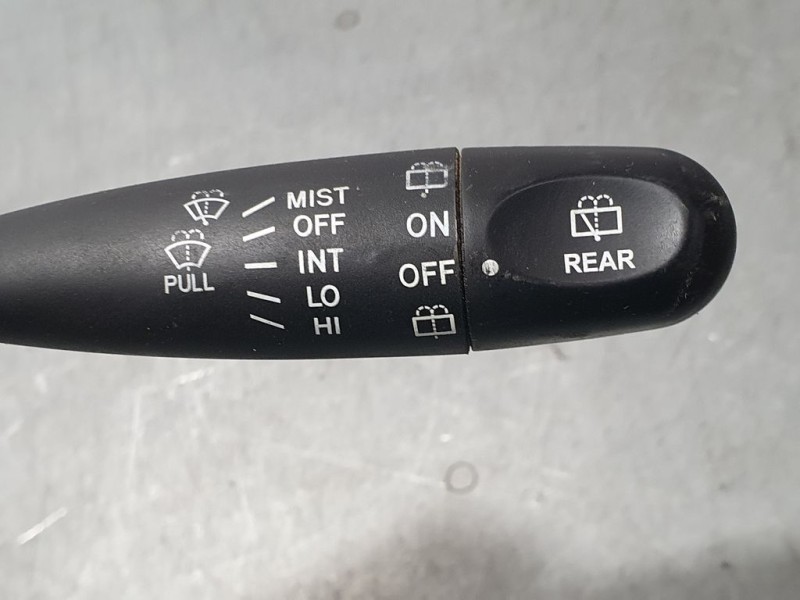 MIST
OFF
INT
LO
HI
PULL
ON
OFF
REAR